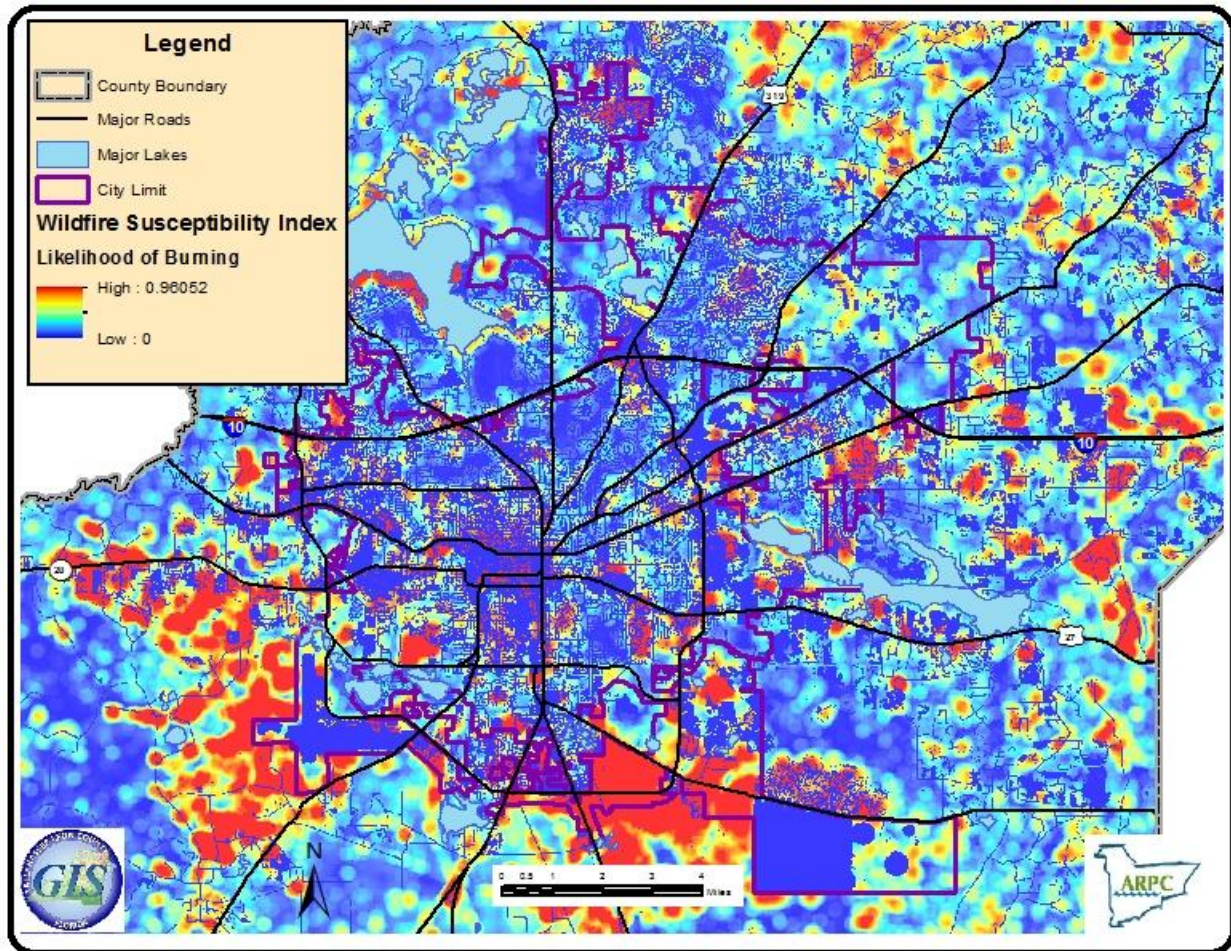 Legend
County Boundary
Major Roads
Major Lakes
City Limit
Wildfire Susceptibility Index
Likelihood of Burning
High : 0.96052
Low : 0
319
10
10
20
27
N
0 0.5 1 2 3 4
Miles
GIS
FLORIDA
ARPC